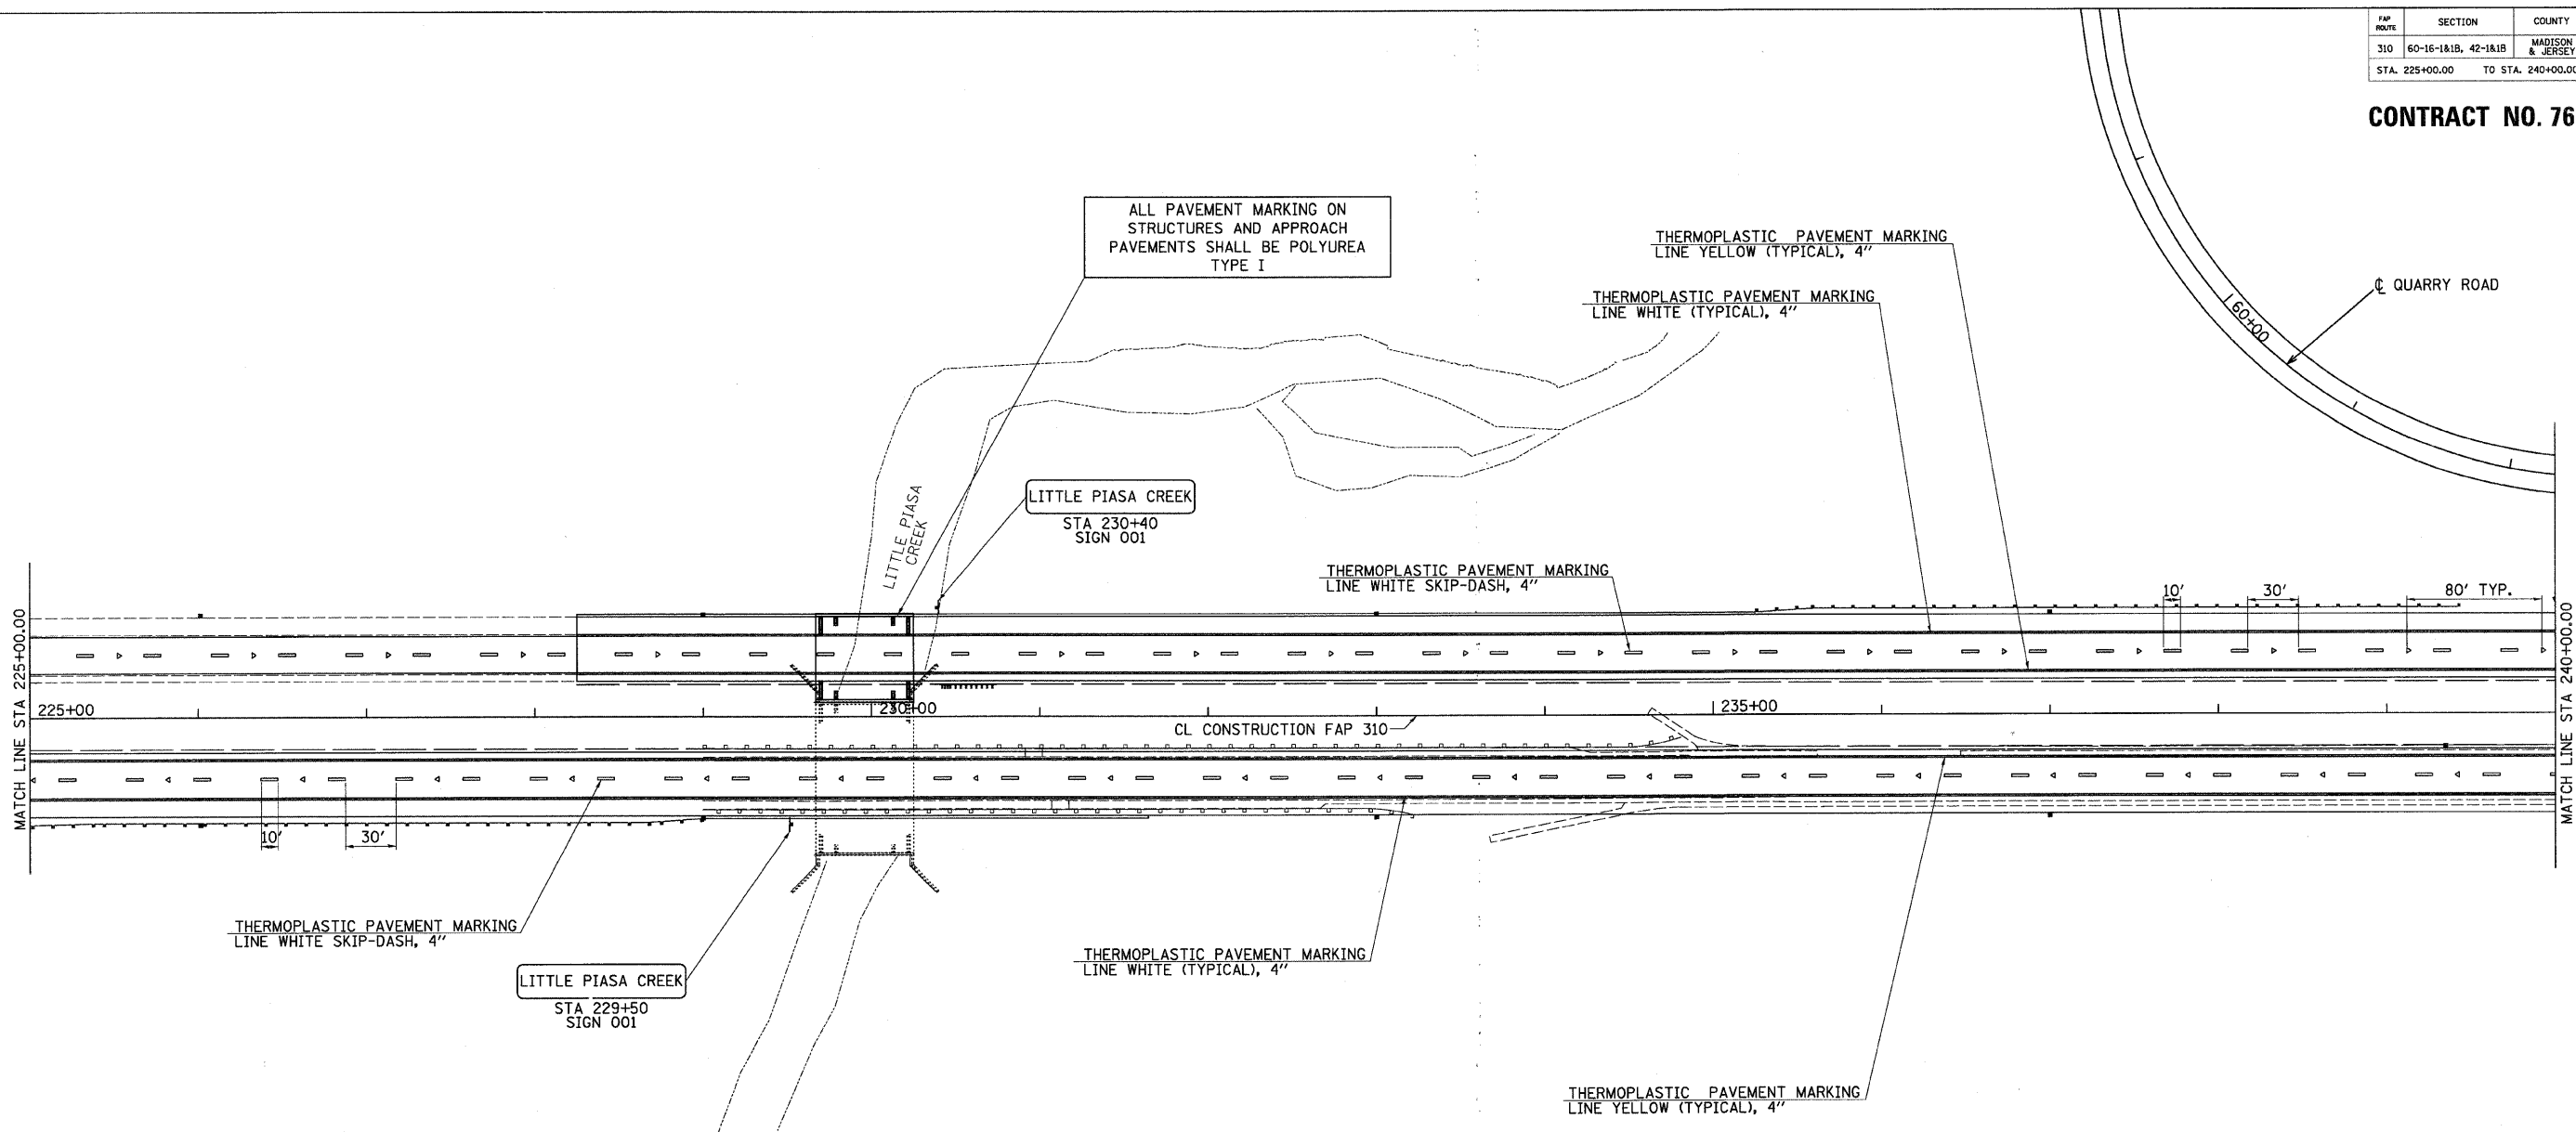 FAP ROUTE
SECTION
COUNTY
310
60-16-1&1B, 42-1&1B
MADISON & JERSEY
STA. 225+00.00 TO STA. 240+00.00
CONTRACT NO. 76
ALL PAVEMENT MARKING ON
STRUCTURES AND APPROACH
PAVEMENTS SHALL BE POLYUREA
TYPE I
THERMOPLASTIC PAVEMENT MARKING
LINE YELLOW (TYPICAL), 4"
THERMOPLASTIC PAVEMENT MARKING
LINE WHITE (TYPICAL), 4"
℄ QUARRY ROAD
160+00
LITTLE PIASA
CREEK
LITTLE PIASA CREEK
STA 230+40
SIGN 001
THERMOPLASTIC PAVEMENT MARKING
LINE WHITE SKIP-DASH, 4"
10'
30'
80' TYP.
MATCH LINE STA 225+00.00
225+00
230+00
235+00
CL CONSTRUCTION FAP 310
MATCH LINE STA 240+00.00
10'
30'
THERMOPLASTIC PAVEMENT MARKING
LINE WHITE SKIP-DASH, 4"
LITTLE PIASA CREEK
STA 229+50
SIGN 001
THERMOPLASTIC PAVEMENT MARKING
LINE WHITE (TYPICAL), 4"
THERMOPLASTIC PAVEMENT MARKING
LINE YELLOW (TYPICAL), 4"